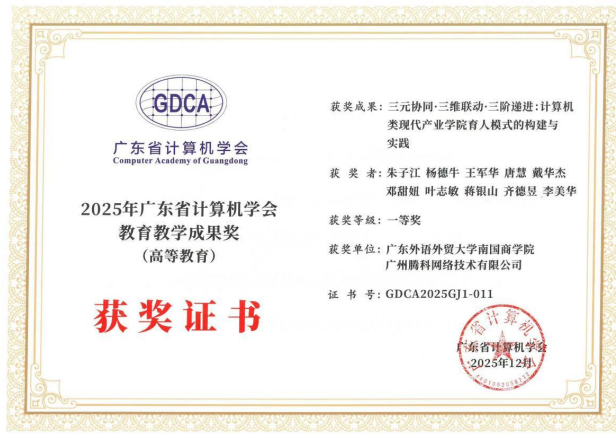 GDCA
广东省计算机学会
Computer Academy of Guangdong
2025年广东省计算机学会
教育教学成果奖
(高等教育)
获奖证书
获奖成果：三元协同·三维联动·三阶递进:计算机
类现代产业学院育人模式的构建与
实践
获奖者：朱子江 杨德牛 王军华 唐慧 戴华杰
邓甜妞 叶志敏 蒋银山 齐德昱 李美华
获奖等级：一等奖
获奖单位：广东外语外贸大学南国商学院
广州腾科网络技术有限公司
证书号：GDCA2025GJ1-011
广东省计算机学会
2025年12月